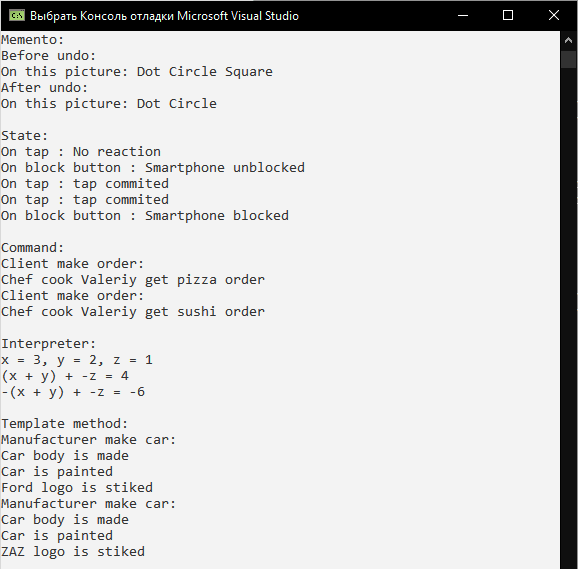 Выбрать Консоль отладки Microsoft Visual Studio
Memento:
Before undo:
On this picture: Dot Circle Square
After undo:
On this picture: Dot Circle
State:
On tap : No reaction
On block button : Smartphone unblocked
On tap : tap commited
On tap : tap commited
On block button : Smartphone blocked
Command:
Client make order:
Chef cook Valeriy get pizza order
Client make order:
Chef cook Valeriy get sushi order
Interpreter:
x = 3, y = 2, z = 1
(x + y) + -z = 4
-(x + y) + -z = -6
Template method:
Manufacturer make car:
Car body is made
Car is painted
Ford logo is stiked
Manufacturer make car:
Car body is made
Car is painted
ZAZ logo is stiked